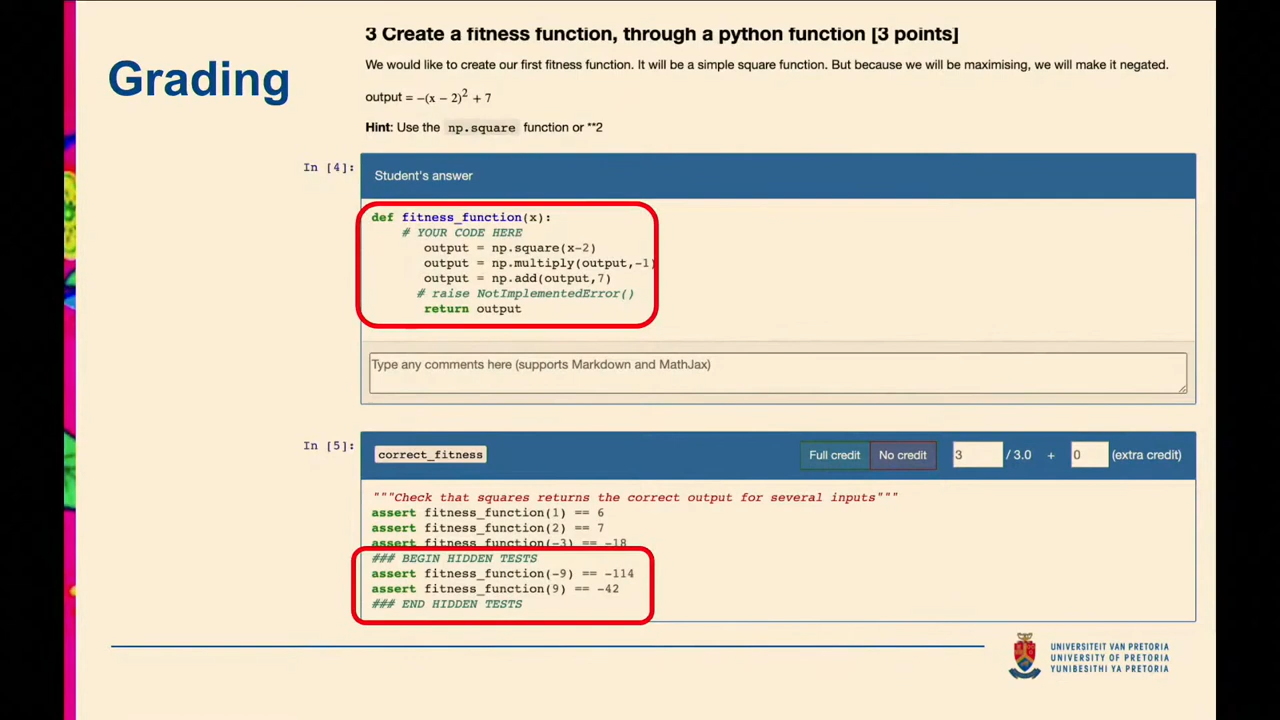 Grading
3 Create a fitness function, through a python function [3 points]
We would like to create our first fitness function. It will be a simple square function. But because we will be maximising, we will make it negated.
output = −(x − 2)² + 7
Hint: Use the np.square function or **2
In [4]:
Student's answer
def fitness_function(x):
# YOUR CODE HERE
output = np.square(x-2)
output = np.multiply(output,-1)
output = np.add(output,7)
# raise NotImplementedError()
return output
Type any comments here (supports Markdown and MathJax)
In [5]:
correct_fitness
Full credit No credit 3 / 3.0 + 0 (extra credit)
"""Check that squares returns the correct output for several inputs"""
assert fitness_function(1) == 6
assert fitness_function(2) == 7
assert fitness_function(-3) == -18
### BEGIN HIDDEN TESTS
assert fitness_function(-9) == -114
assert fitness_function(9) == -42
### END HIDDEN TESTS
UNIVERSITEIT VAN PRETORIA
UNIVERSITY OF PRETORIA
YUNIBESITHI YA PRETORIA